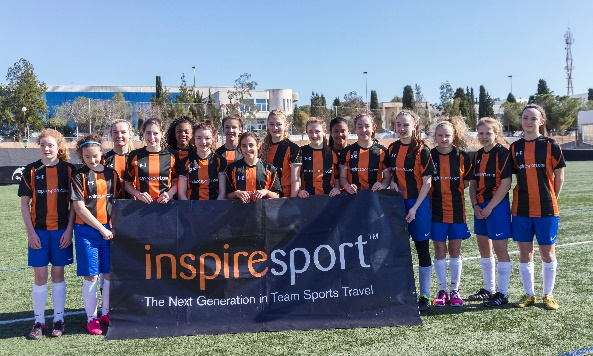 inspiresport™
The Next Generation in Team Sports Travel